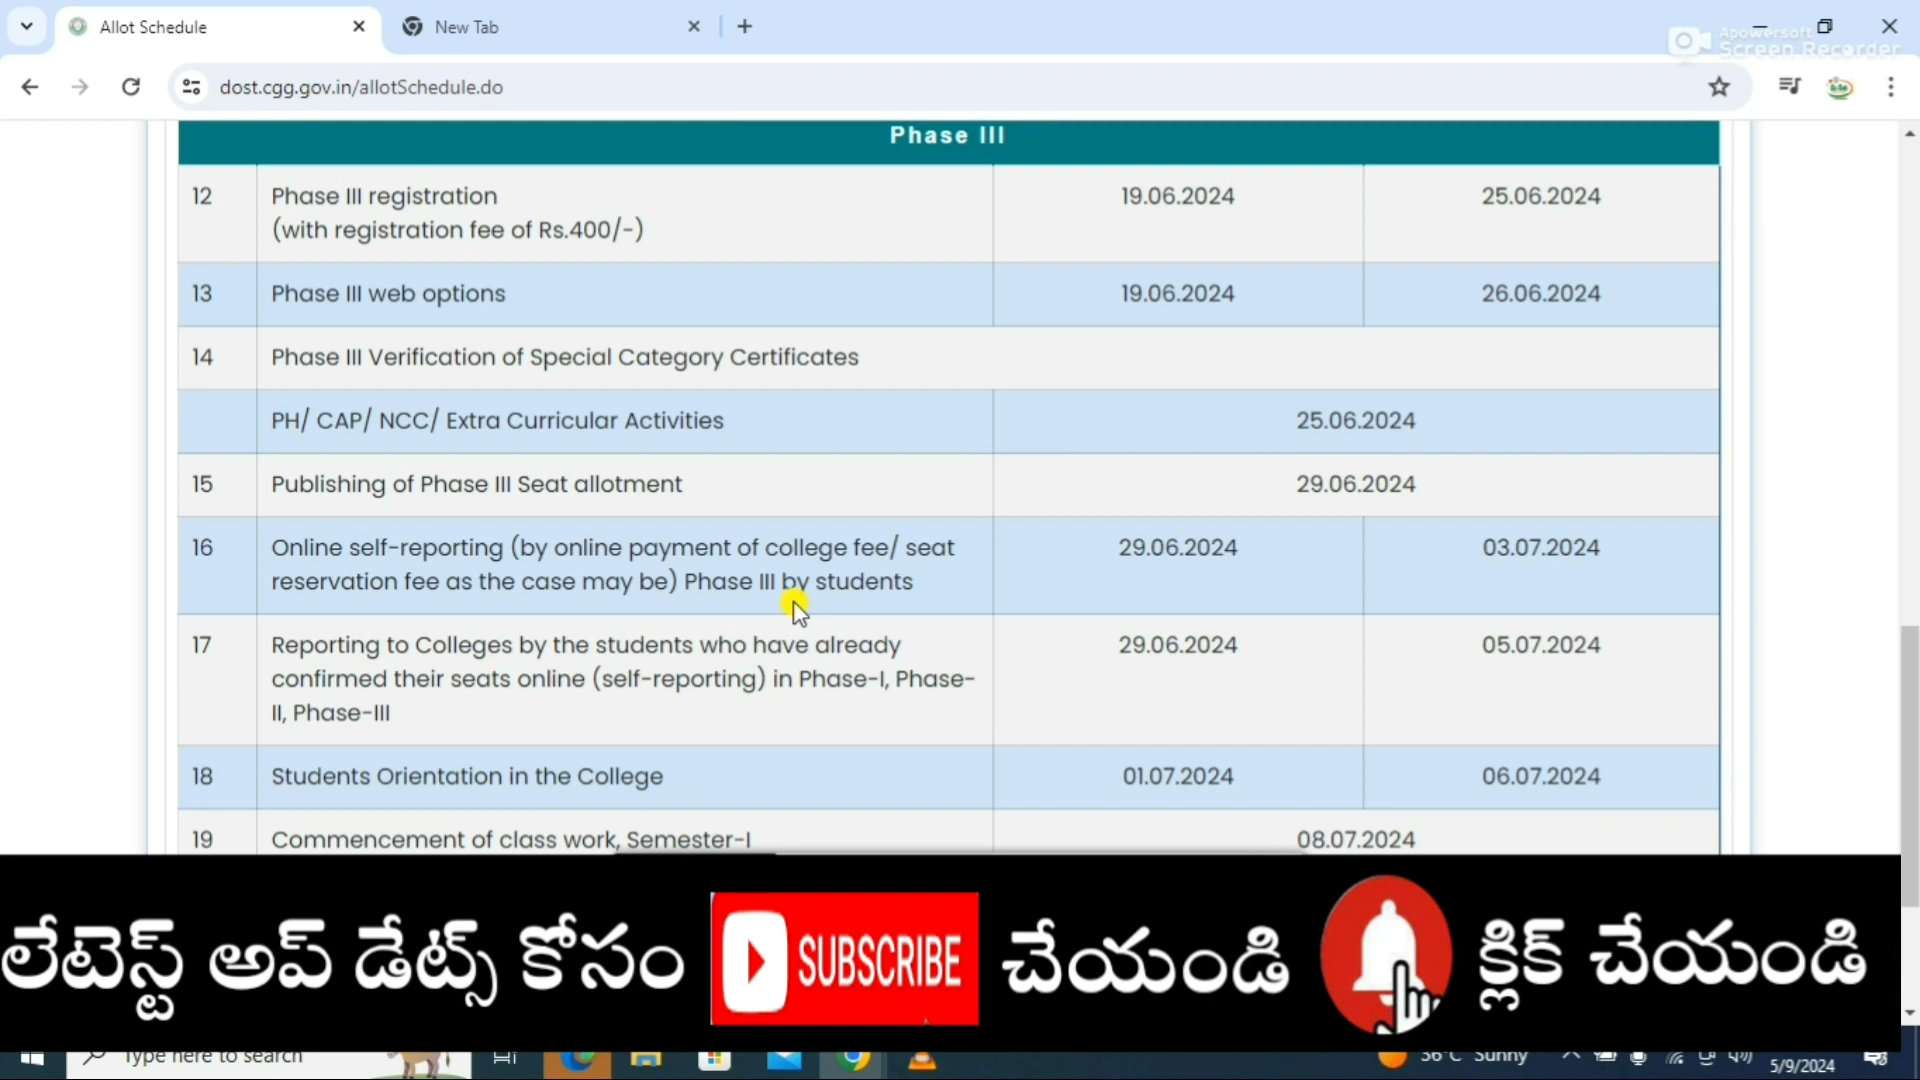 Allot Schedule
New Tab
Apowersoft
Screen Recorder
dost.cgg.gov.in/allotSchedule.do
Phase III
12 Phase III registration 19.06.2024 25.06.2024
(with registration fee of Rs.400/-)
13 Phase III web options 19.06.2024 26.06.2024
14 Phase III Verification of Special Category Certificates
PH/ CAP/ NCC/ Extra Curricular Activities 25.06.2024
15 Publishing of Phase III Seat allotment 29.06.2024
16 Online self-reporting (by online payment of college fee/ seat 29.06.2024 03.07.2024
reservation fee as the case may be) Phase III by students
17 Reporting to Colleges by the students who have already 29.06.2024 05.07.2024
confirmed their seats online (self-reporting) in Phase-I, Phase-
II, Phase-III
18 Students Orientation in the College 01.07.2024 06.07.2024
19 Commencement of class work, Semester-I 08.07.2024
లేటెస్ట్ అప్ డేట్స్ కోసం SUBSCRIBE చేయండి క్లిక్ చేయండి
Type here to search 36°C Sunny
5/9/2024